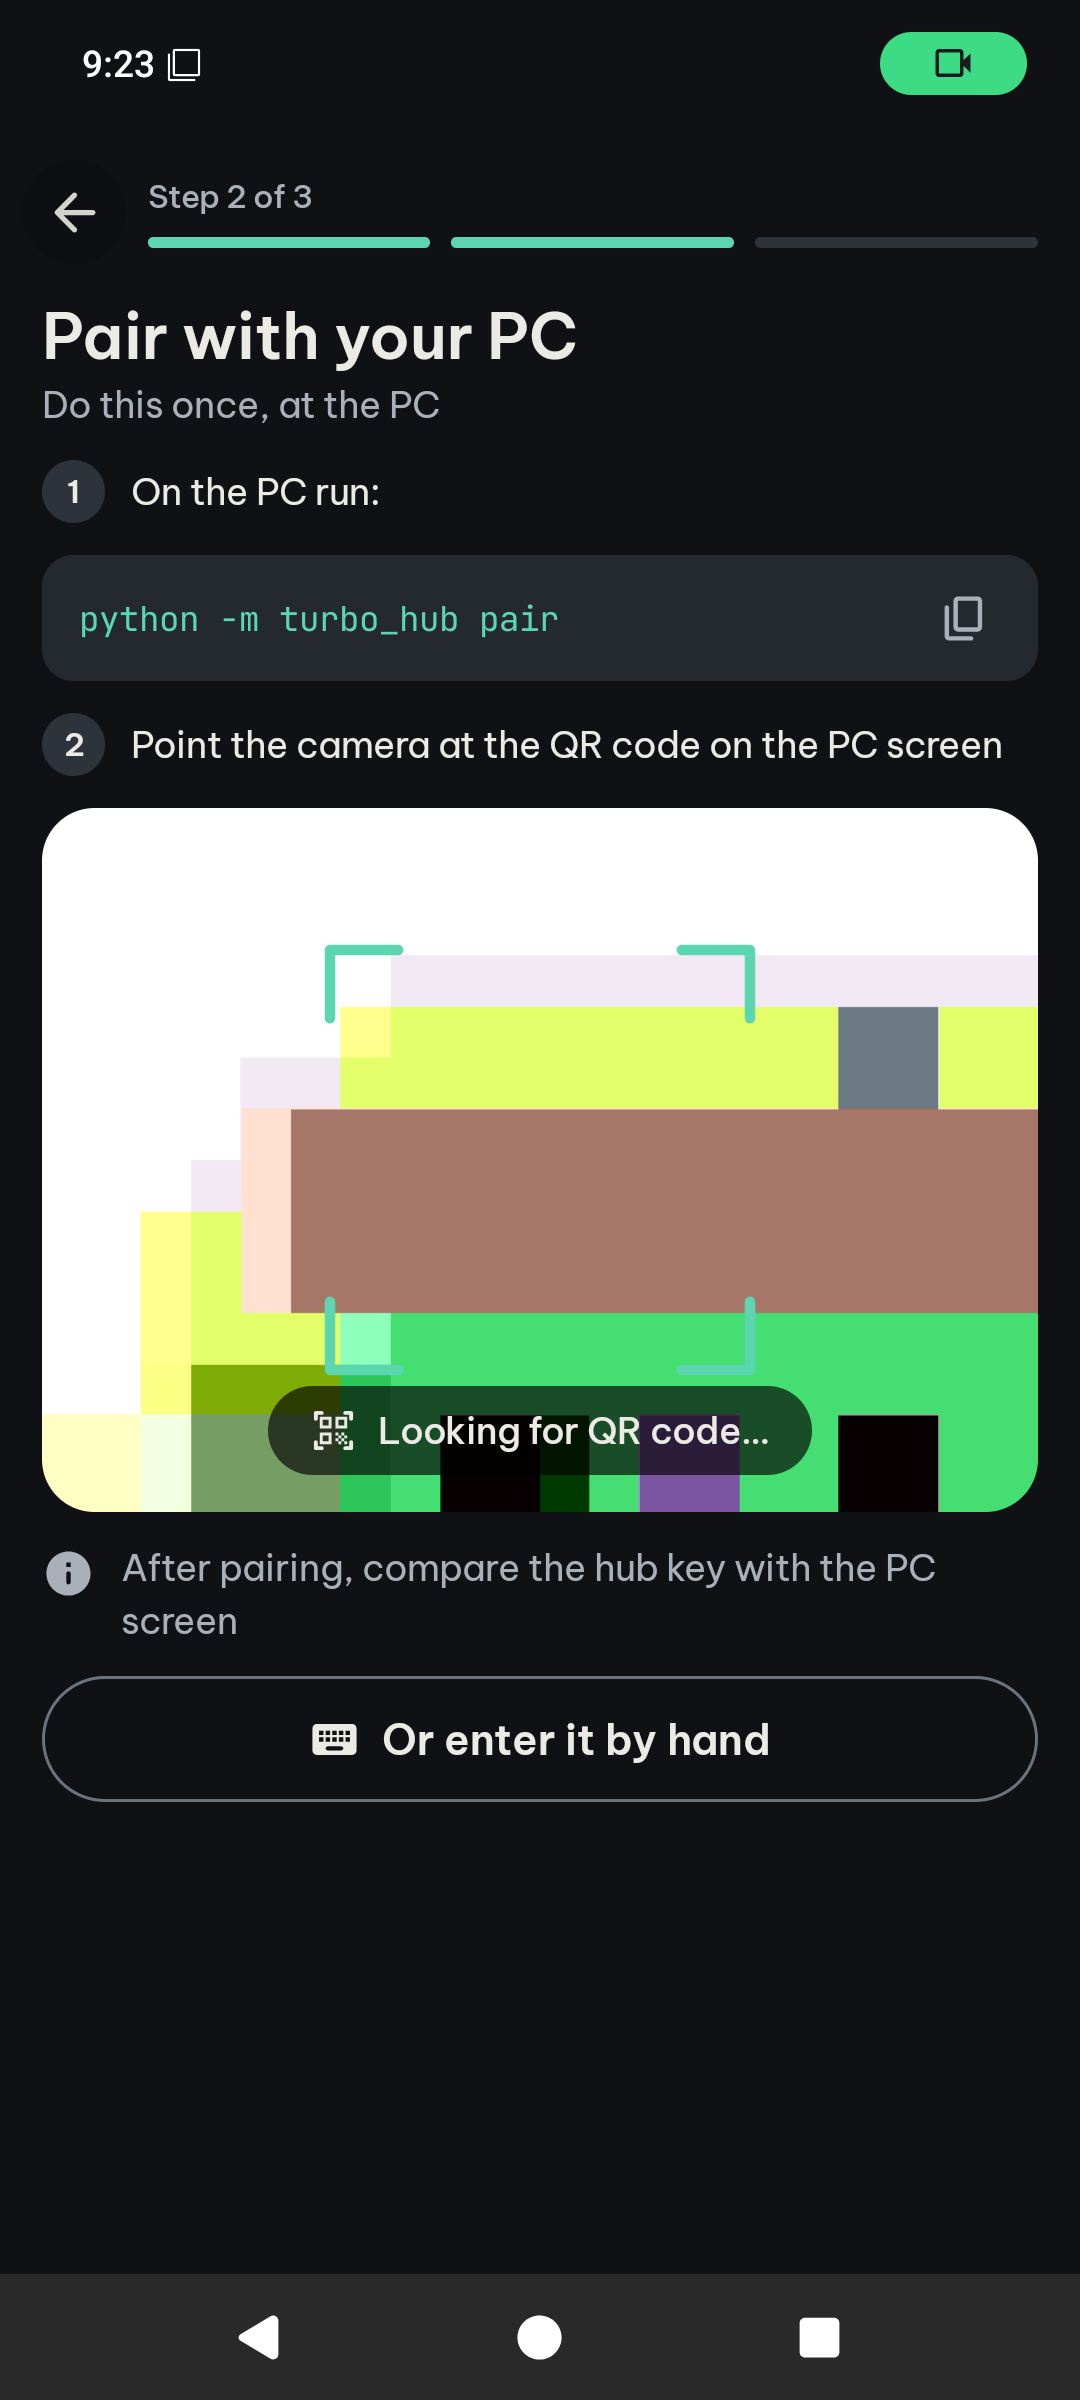 9:23
Step 2 of 3
Pair with your PC
Do this once, at the PC
1 On the PC run:
python -m turbo_hub pair
2 Point the camera at the QR code on the PC screen
Looking for QR code...
After pairing, compare the hub key with the PC
screen
Or enter it by hand